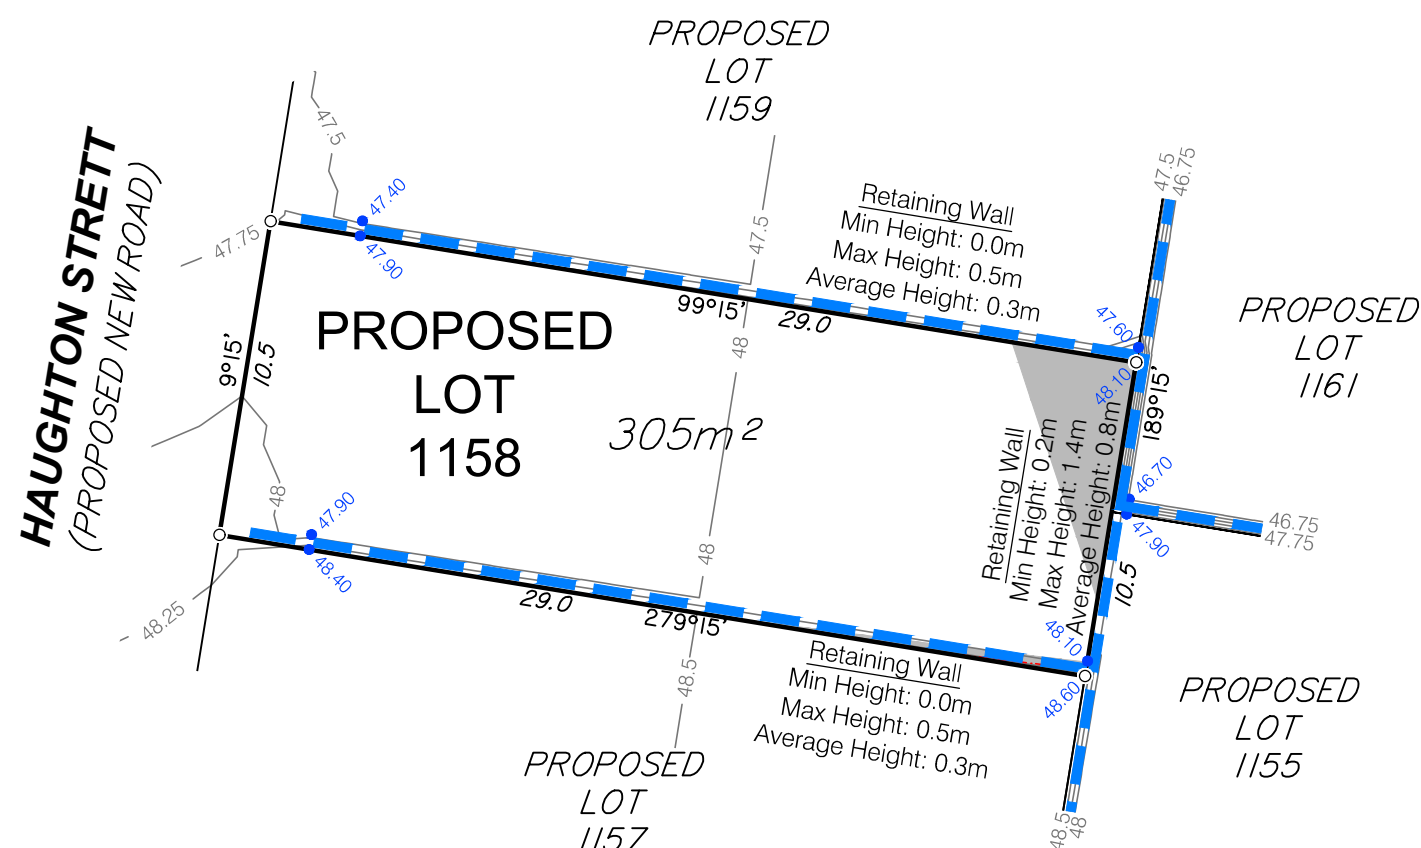 PROPOSED
LOT
1159
HAUGHTON STRETT
(PROPOSED NEW ROAD)
47.5
47.40
47.90
47.75
47.5
Retaining Wall
Min Height: 0.0m
Max Height: 0.5m
Average Height: 0.3m
47.5
46.75
PROPOSED
LOT
1161
99°15'
29.0
47.60
48.10
189°15'
9°15'
10.5
PROPOSED
LOT
1158
305m²
48
48
48
Retaining Wall
Min Height: 0.2m
Max Height: 1.4m
Average Height: 0.8m
46.70
47.90
46.75
47.75
10.5
47.90
48.40
48.25
29.0
279°15'
48.10
48.60
48.5
Retaining Wall
Min Height: 0.0m
Max Height: 0.5m
Average Height: 0.3m
PROPOSED
LOT
1155
PROPOSED
LOT
1157
48.5
48